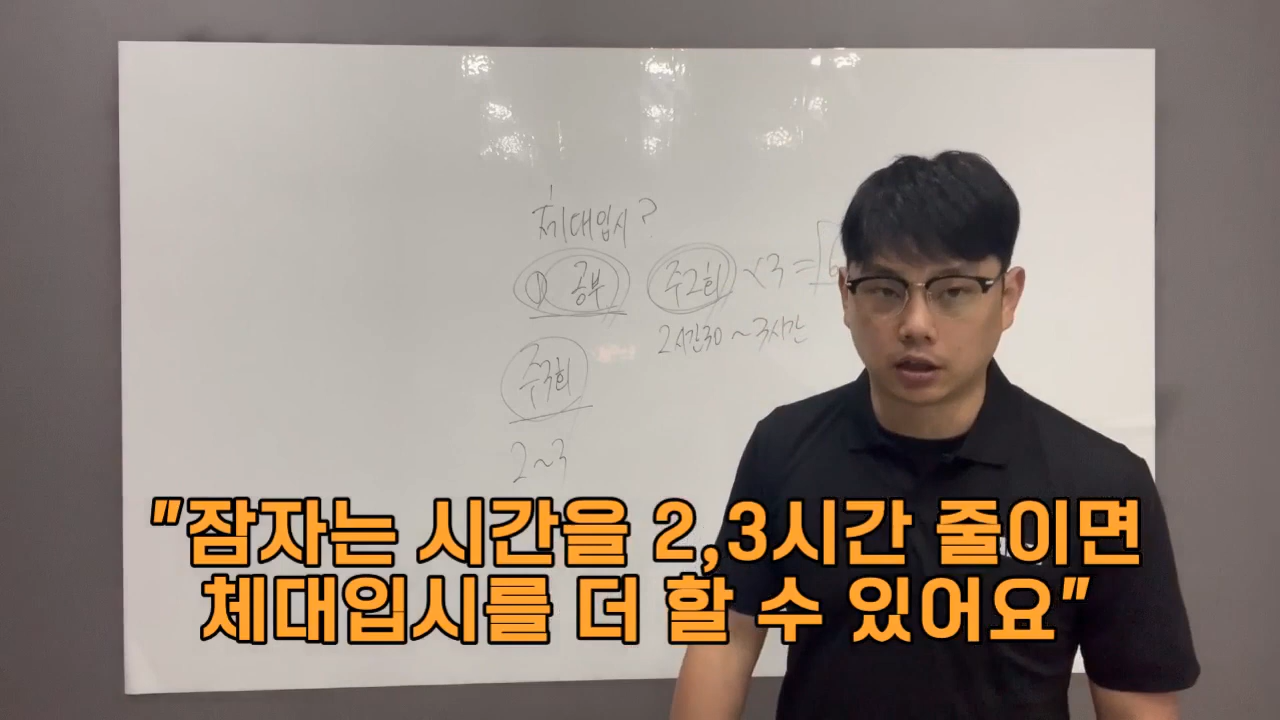 체대입시?
① 공부 주2회 ×3=6
2시간30~3시간
주3회
2~3
"잠자는 시간을 2,3시간 줄이면
체대입시를 더 할 수 있어요"